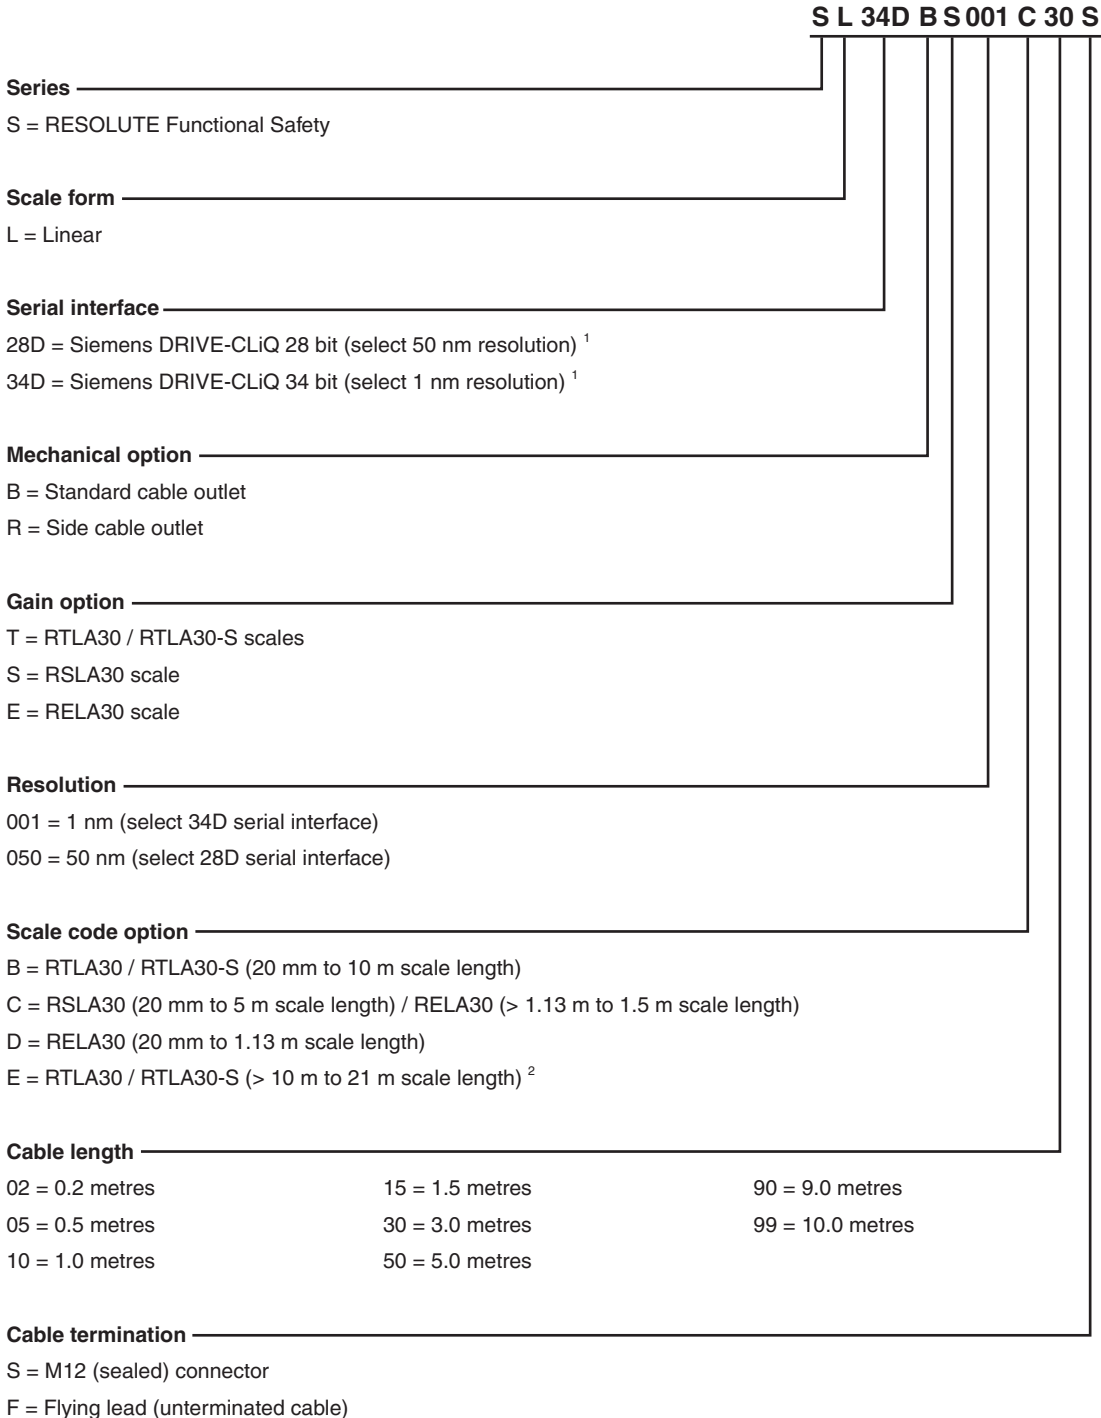 S L 34D B S 001 C 30 S
Series
S = RESOLUTE Functional Safety
Scale form
L = Linear
Serial interface
28D = Siemens DRIVE-CLiQ 28 bit (select 50 nm resolution) 1
34D = Siemens DRIVE-CLiQ 34 bit (select 1 nm resolution) 1
Mechanical option
B = Standard cable outlet
R = Side cable outlet
Gain option
T = RTLA30 / RTLA30-S scales
S = RSLA30 scale
E = RELA30 scale
Resolution
001 = 1 nm (select 34D serial interface)
050 = 50 nm (select 28D serial interface)
Scale code option
B = RTLA30 / RTLA30-S (20 mm to 10 m scale length)
C = RSLA30 (20 mm to 5 m scale length) / RELA30 (> 1.13 m to 1.5 m scale length)
D = RELA30 (20 mm to 1.13 m scale length)
E = RTLA30 / RTLA30-S (> 10 m to 21 m scale length) 2
Cable length
02 = 0.2 metres 15 = 1.5 metres 90 = 9.0 metres
05 = 0.5 metres 30 = 3.0 metres 99 = 10.0 metres
10 = 1.0 metres 50 = 5.0 metres
Cable termination
S = M12 (sealed) connector
F = Flying lead (unterminated cable)